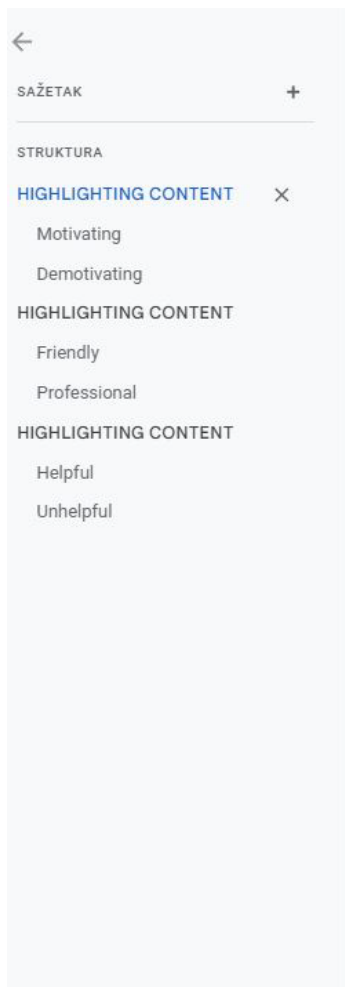 SAŽETAK +
STRUKTURA
HIGHLIGHTING CONTENT
Motivating
Demotivating
HIGHLIGHTING CONTENT
Friendly
Professional
HIGHLIGHTING CONTENT
Helpful
Unhelpful